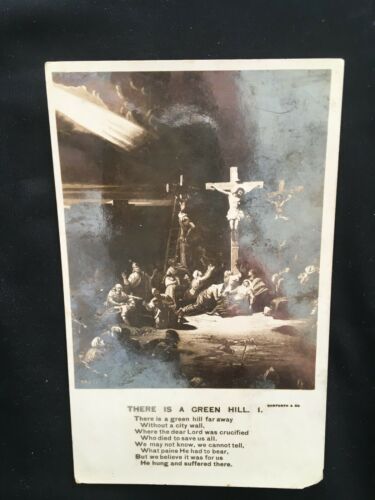 THERE IS A GREEN HILL. 1. BAMFORTH & CO
There is a green hill far away
Without a city wall,
Where the dear Lord was crucified
Who died to save us all.
We may not know, we cannot tell,
What pains He had to bear,
But we believe it was for us
He hung and suffered there.